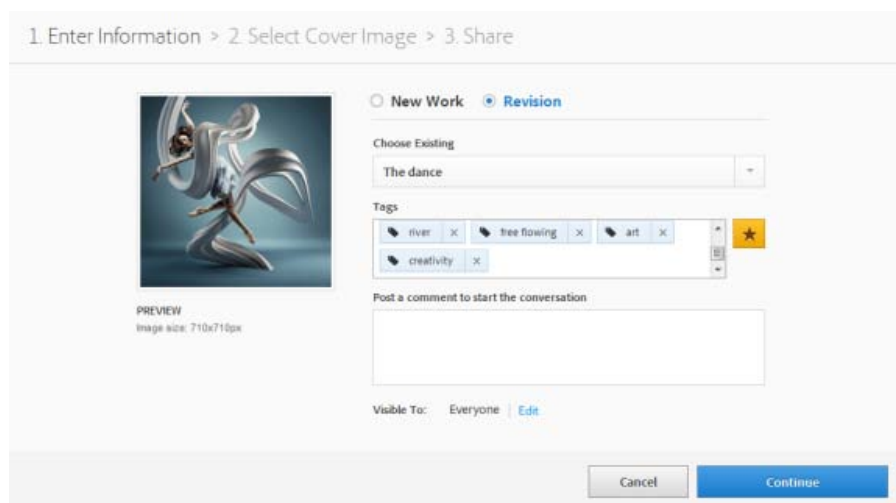 1. Enter Information > 2. Select Cover Image > 3. Share
New Work Revision
Choose Existing
The dance
Tags
river x free flowing x art x
creativity x
PREVIEW
Image size: 710x710px
Post a comment to start the conversation
Visible To: Everyone | Edit
Cancel Continue